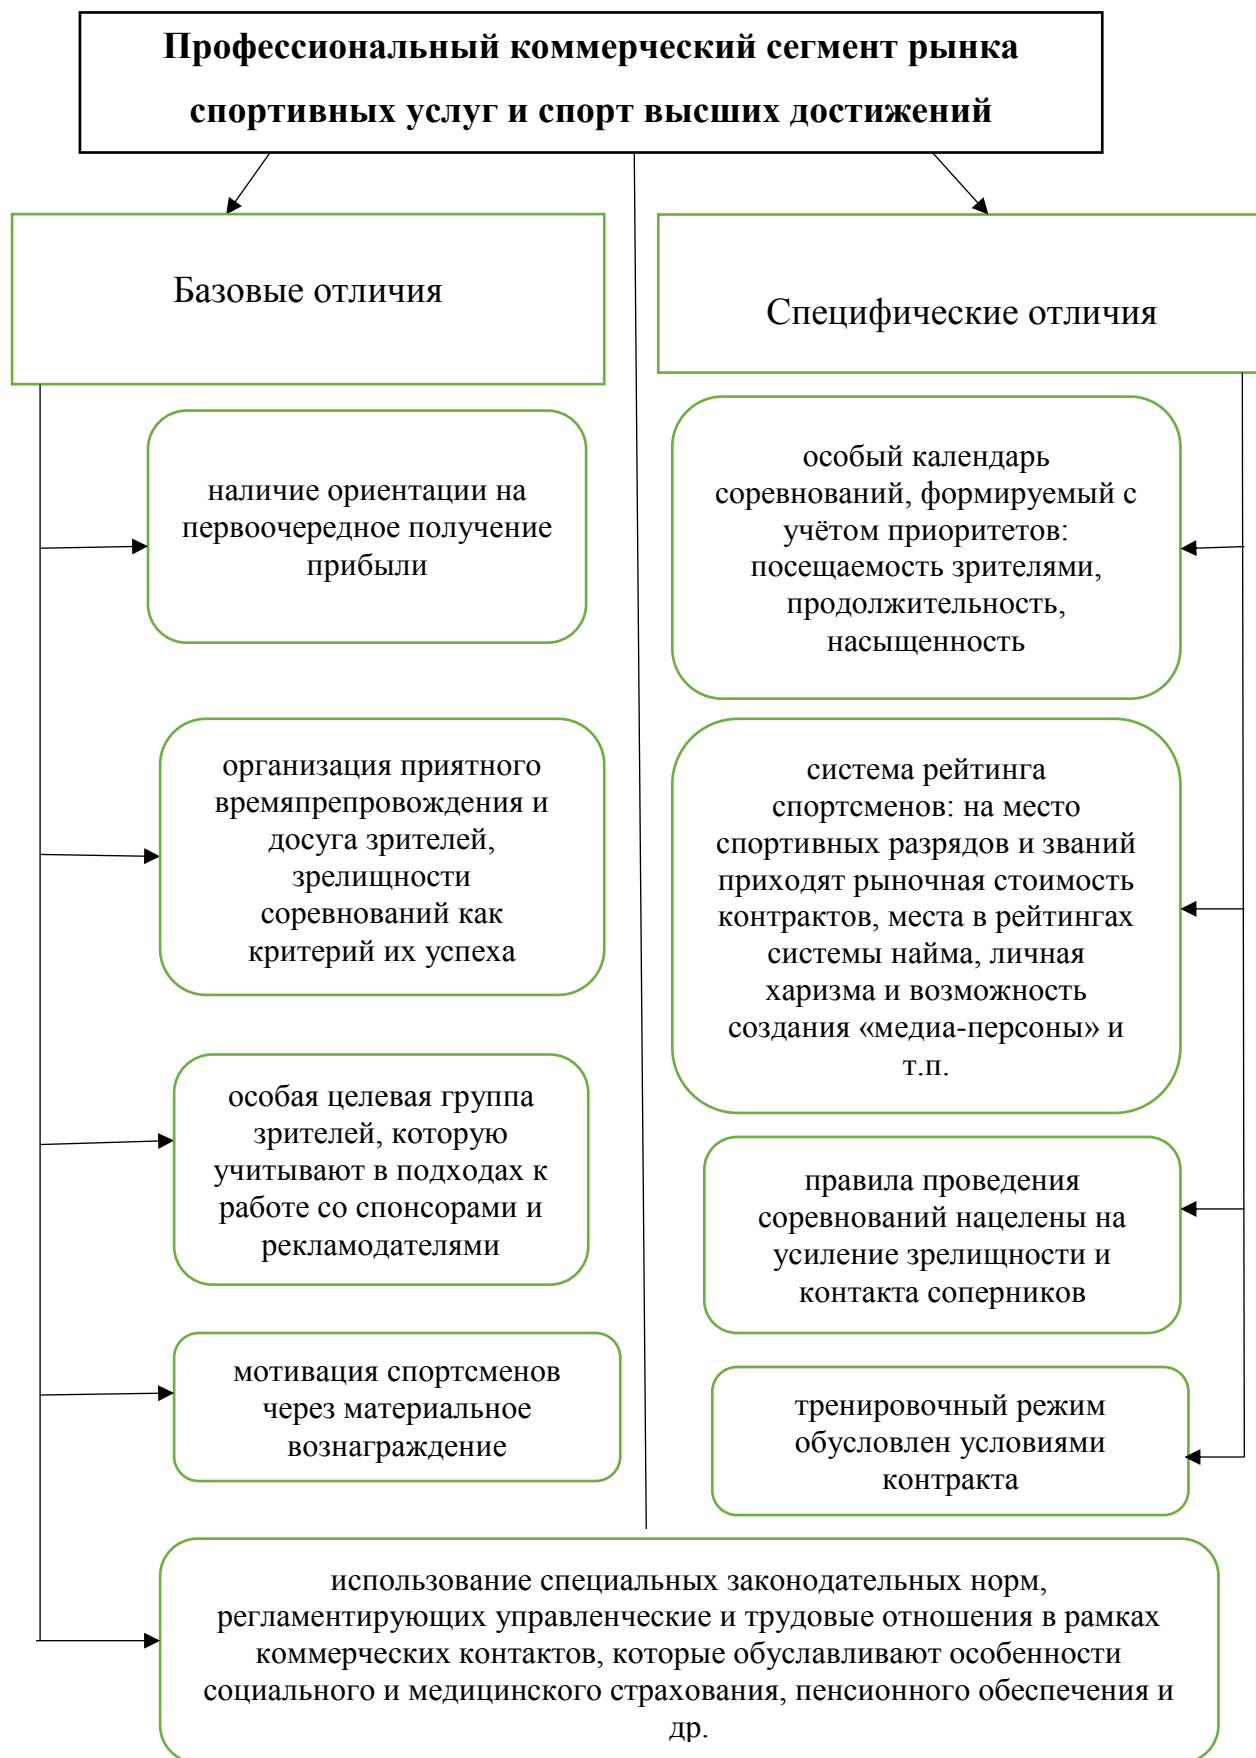 Профессиональный коммерческий сегмент рынка
спортивных услуг и спорт высших достижений
Базовые отличия
наличие ориентации на
первоочередное получение
прибыли
организация приятного
времяпрепровождения и
досуга зрителей,
зрелищности
соревнований как
критерий их успеха
особая целевая группа
зрителей, которую
учитывают в подходах к
работе со спонсорами и
рекламодателями
мотивация спортсменов
через материальное
вознаграждение
Специфические отличия
особый календарь
соревнований, формируемый с
учётом приоритетов:
посещаемость зрителями,
продолжительность,
насыщенность
система рейтинга
спортсменов: на место
спортивных разрядов и званий
приходят рыночная стоимость
контрактов, места в рейтингах
системы найма, личная
харизма и возможность
создания «медиа-персоны» и
т.п.
правила проведения
соревнований нацелены на
усиление зрелищности и
контакта соперников
тренировочный режим
обусловлен условиями
контракта
использование специальных законодательных норм,
регламентирующих управленческие и трудовые отношения в рамках
коммерческих контактов, которые обуславливают особенности
социального и медицинского страхования, пенсионного обеспечения и
др.